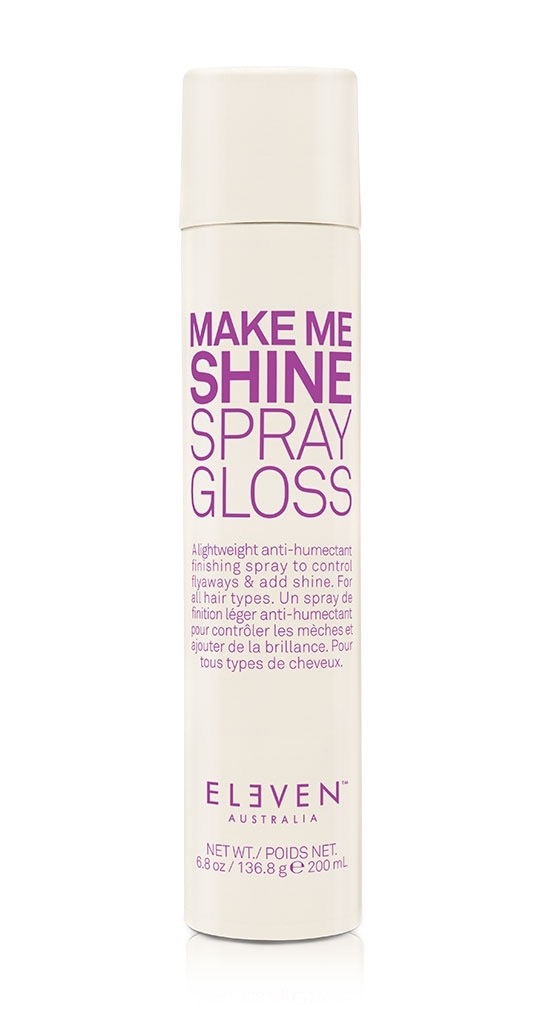 MAKE ME
SHINE
SPRAY
GLOSS
A lightweight anti-humectant
finishing spray to control
flyaways & add shine. For
all hair types. Un spray de
finition léger anti-humectant
pour contrôler les mèches et
ajouter de la brillance. Pour
tous types de cheveux.
ELƎVEN™
AUSTRALIA
NET WT./ POIDS NET.
6.8 oz / 136.8 g ℮ 200 mL